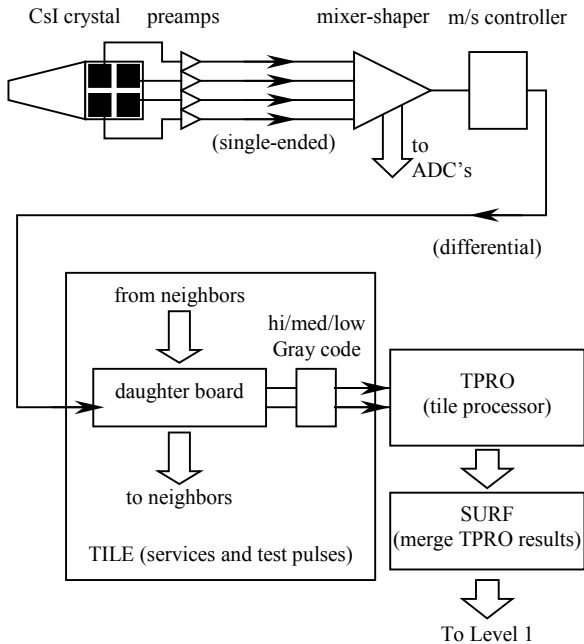 CsI crystal preamps mixer-shaper m/s controller
(single-ended)
to
ADC's
(differential)
from neighbors
hi/med/low
Gray code
daughter board
TPRO
(tile processor)
to neighbors
SURF
(merge TPRO results)
TILE (services and test pulses)
To Level 1